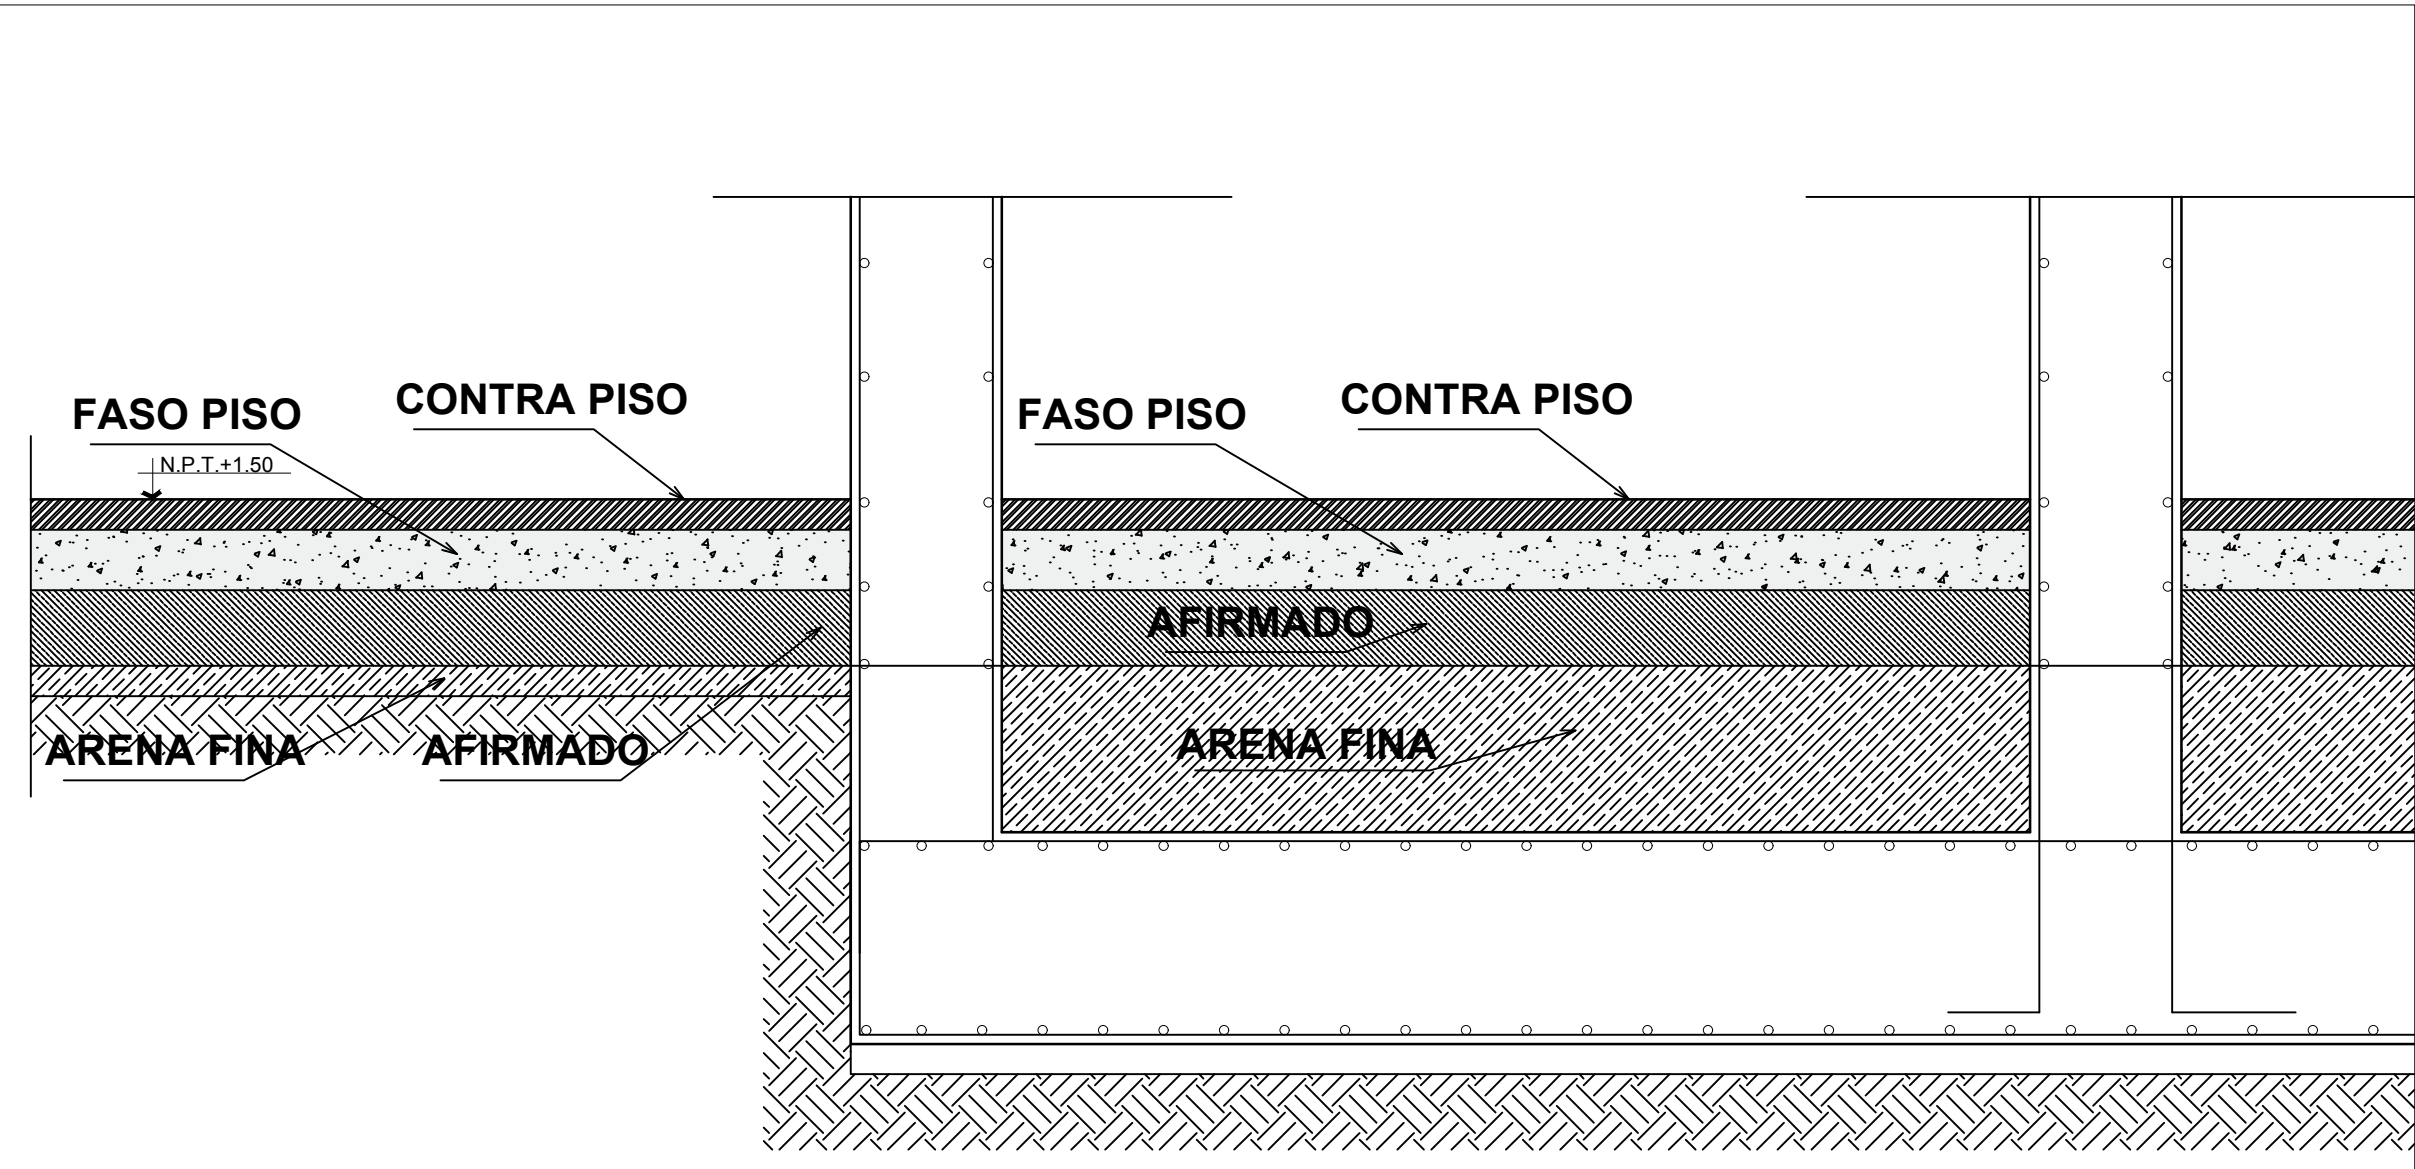 CONTRA PISO
FASO PISO
N.P.T.+1.50
CONTRA PISO
FASO PISO
AFIRMADO
ARENA FINA
AFIRMADO
ARENA FINA